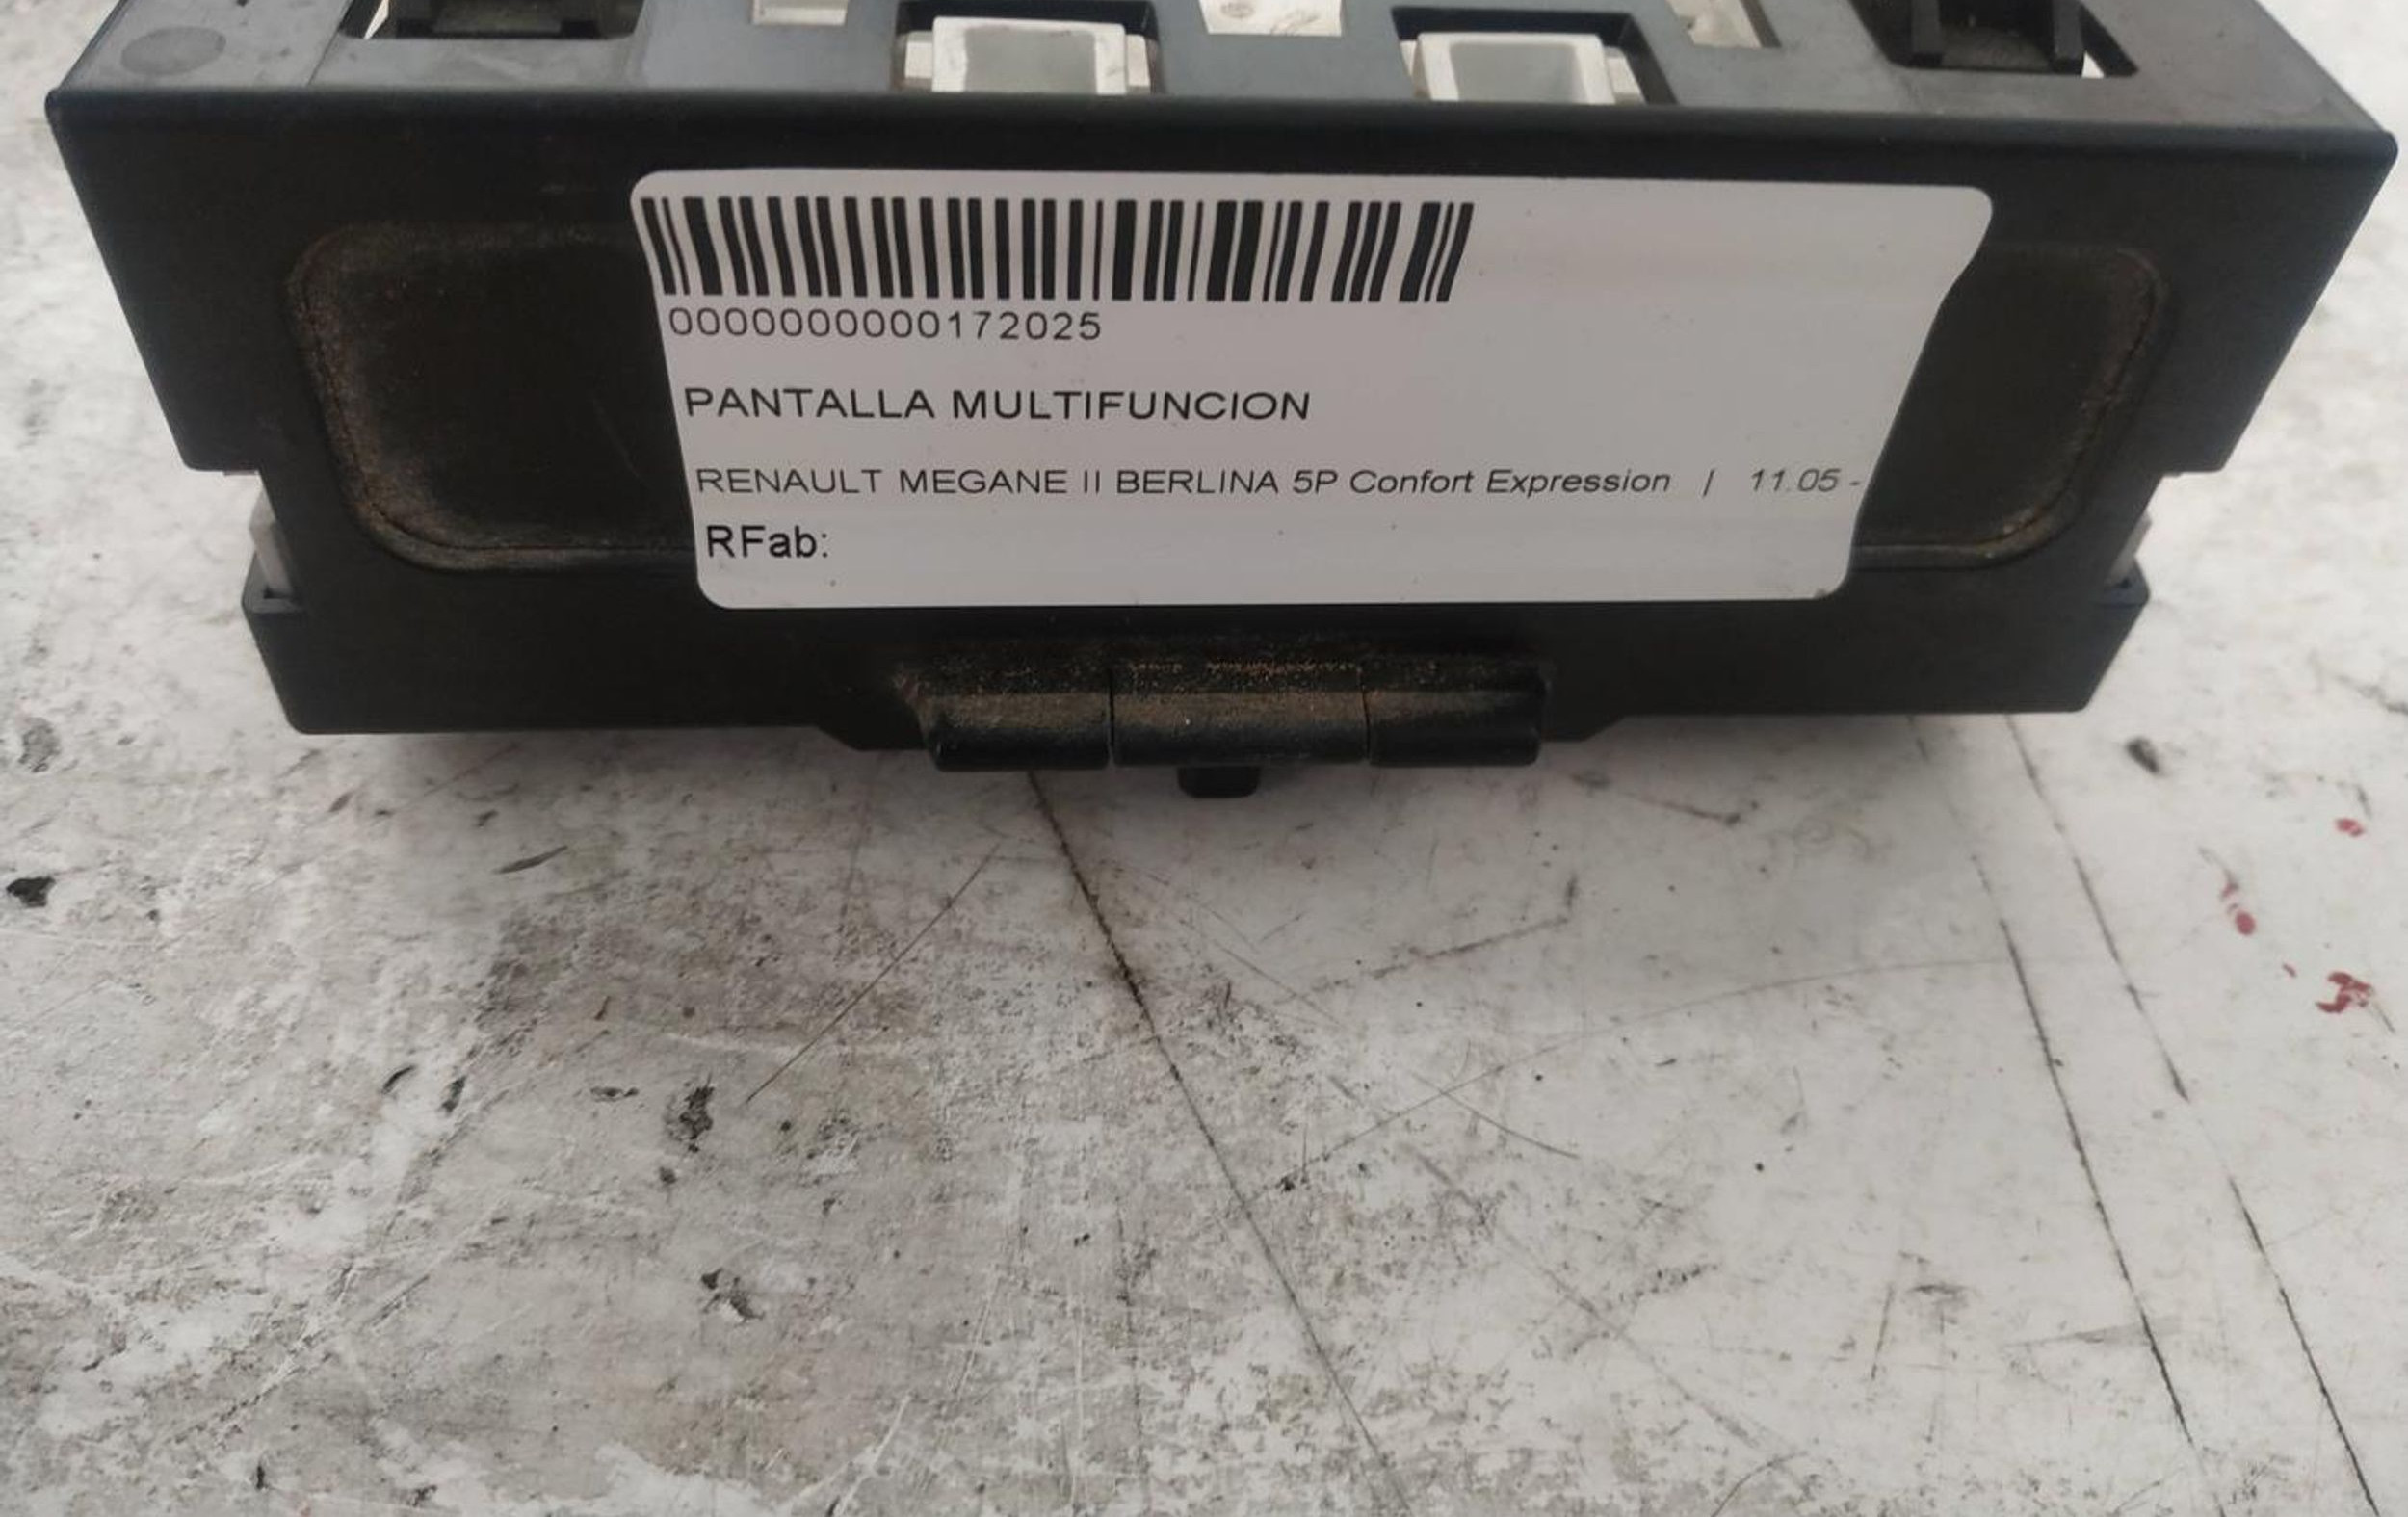 0000000000172025
PANTALLA MULTIFUNCION
RENAULT MEGANE II BERLINA 5P Confort Expression | 11.05 -
RFab: